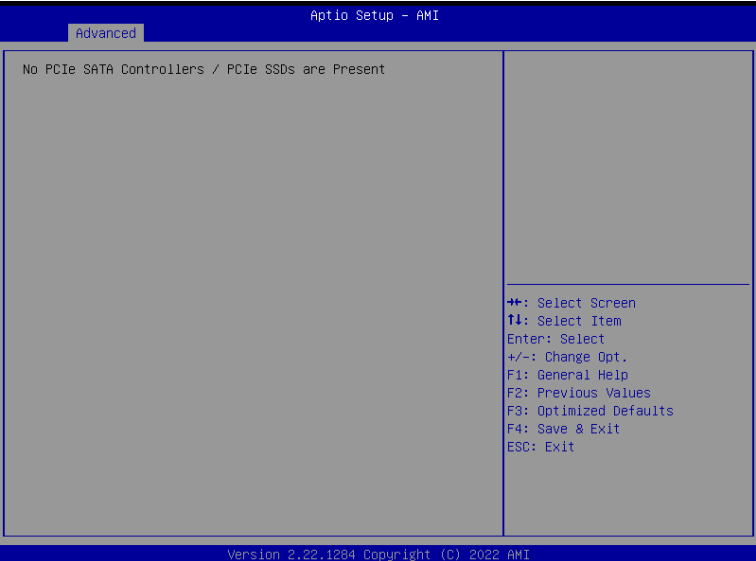 Aptio Setup – AMI
Advanced
No PCIe SATA Controllers / PCIe SSDs are Present
→←: Select Screen
↑↓: Select Item
Enter: Select
+/-: Change Opt.
F1: General Help
F2: Previous Values
F3: Optimized Defaults
F4: Save & Exit
ESC: Exit
Version 2.22.1284 Copyright (C) 2022 AMI